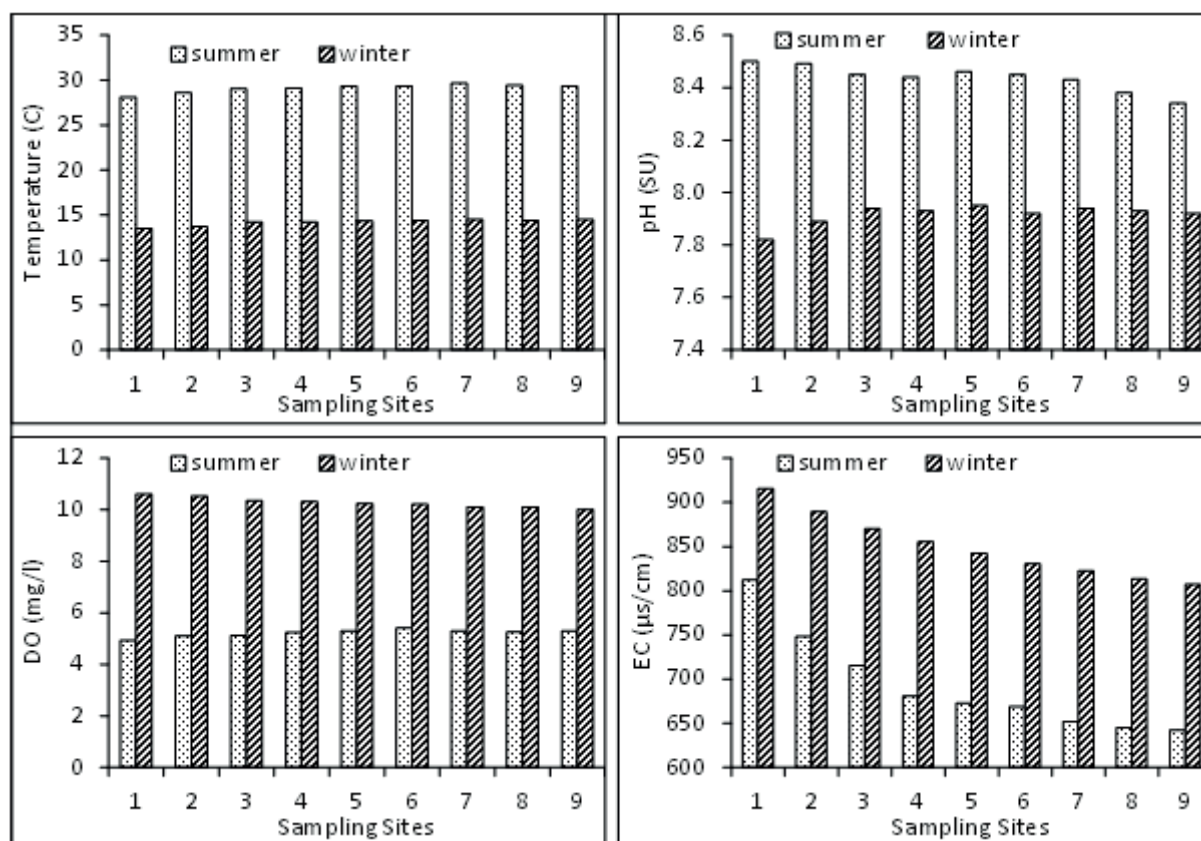 summer winter
Temperature (C)
35
30
25
20
15
10
5
0
1 2 3 4 5 6 7 8 9
Sampling Sites
summer winter
pH (SU)
8.6
8.4
8.2
8.0
7.8
7.6
7.4
1 2 3 4 5 6 7 8 9
Sampling Sites
summer winter
DO (mg/l)
12
10
8
6
4
2
0
1 2 3 4 5 6 7 8 9
Sampling Sites
summer winter
EC (µs/cm)
950
900
850
800
750
700
650
600
1 2 3 4 5 6 7 8 9
Sampling Sites